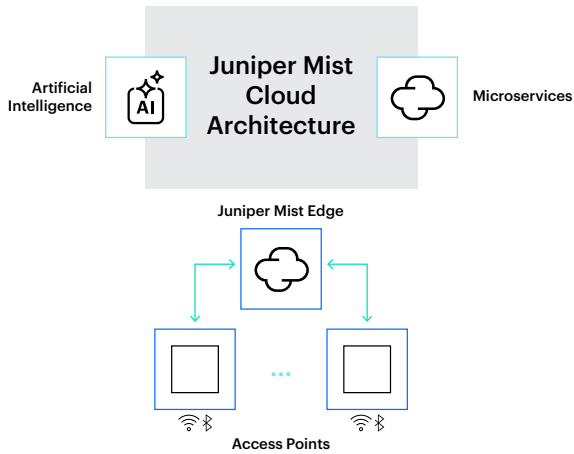 Juniper Mist
Cloud
Architecture
Artificial
Intelligence
AI
Microservices
Juniper Mist Edge
Access Points